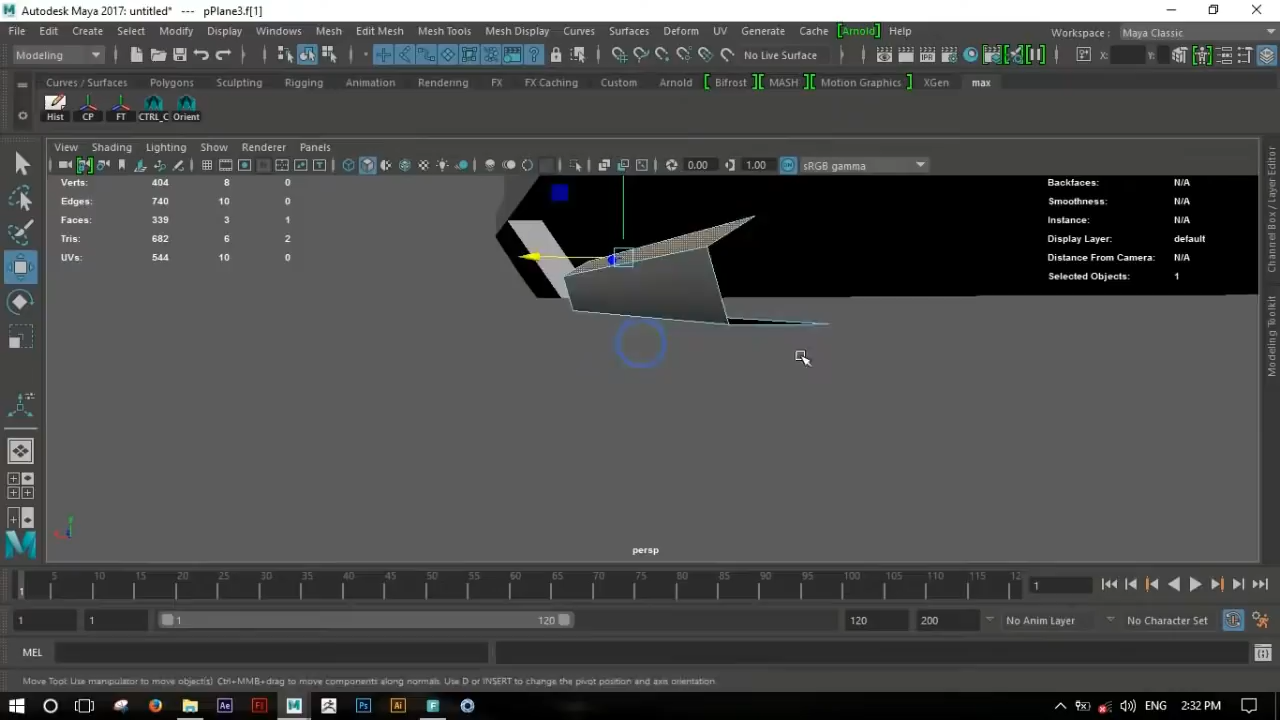 Autodesk Maya 2017: untitled*   ---   pPlane3.f[1]
File Edit Create Select Modify Display Windows Mesh Edit Mesh Mesh Tools Mesh Display Curves Surfaces Deform UV Generate Cache Arnold Help Workspace : Maya Classic
Modeling No Live Surface X: Y:
Curves / Surfaces Polygons Sculpting Rigging Animation Rendering FX FX Caching Custom Arnold Bifrost MASH Motion Graphics XGen max
Hist CP FT CTRL_C Orient
View Shading Lighting Show Renderer Panels
0.00 1.00 sRGB gamma
Verts: 404 8 0 Backfaces: N/A
Edges: 740 10 0 Smoothness: N/A
Faces: 339 3 1 Instance: N/A
Tris: 682 6 2 Display Layer: default
UVs: 544 10 0 Distance From Camera: N/A
Selected Objects: 1
Channel Box / Layer Editor
Modeling Toolkit
persp
5 10 15 20 25 30 35 40 45 50 55 60 65 70 75 80 85 90 95 100 105 110 115 12
1 1
1 1 1 120 120 200 No Anim Layer No Character Set
MEL
Move Tool: Use manipulator to move object(s). Ctrl+MMB+drag to move components along normals. Use D or INSERT to change the pivot position and axis orientation.
Ae Fl Ps Ai F ENG 2:32 PM